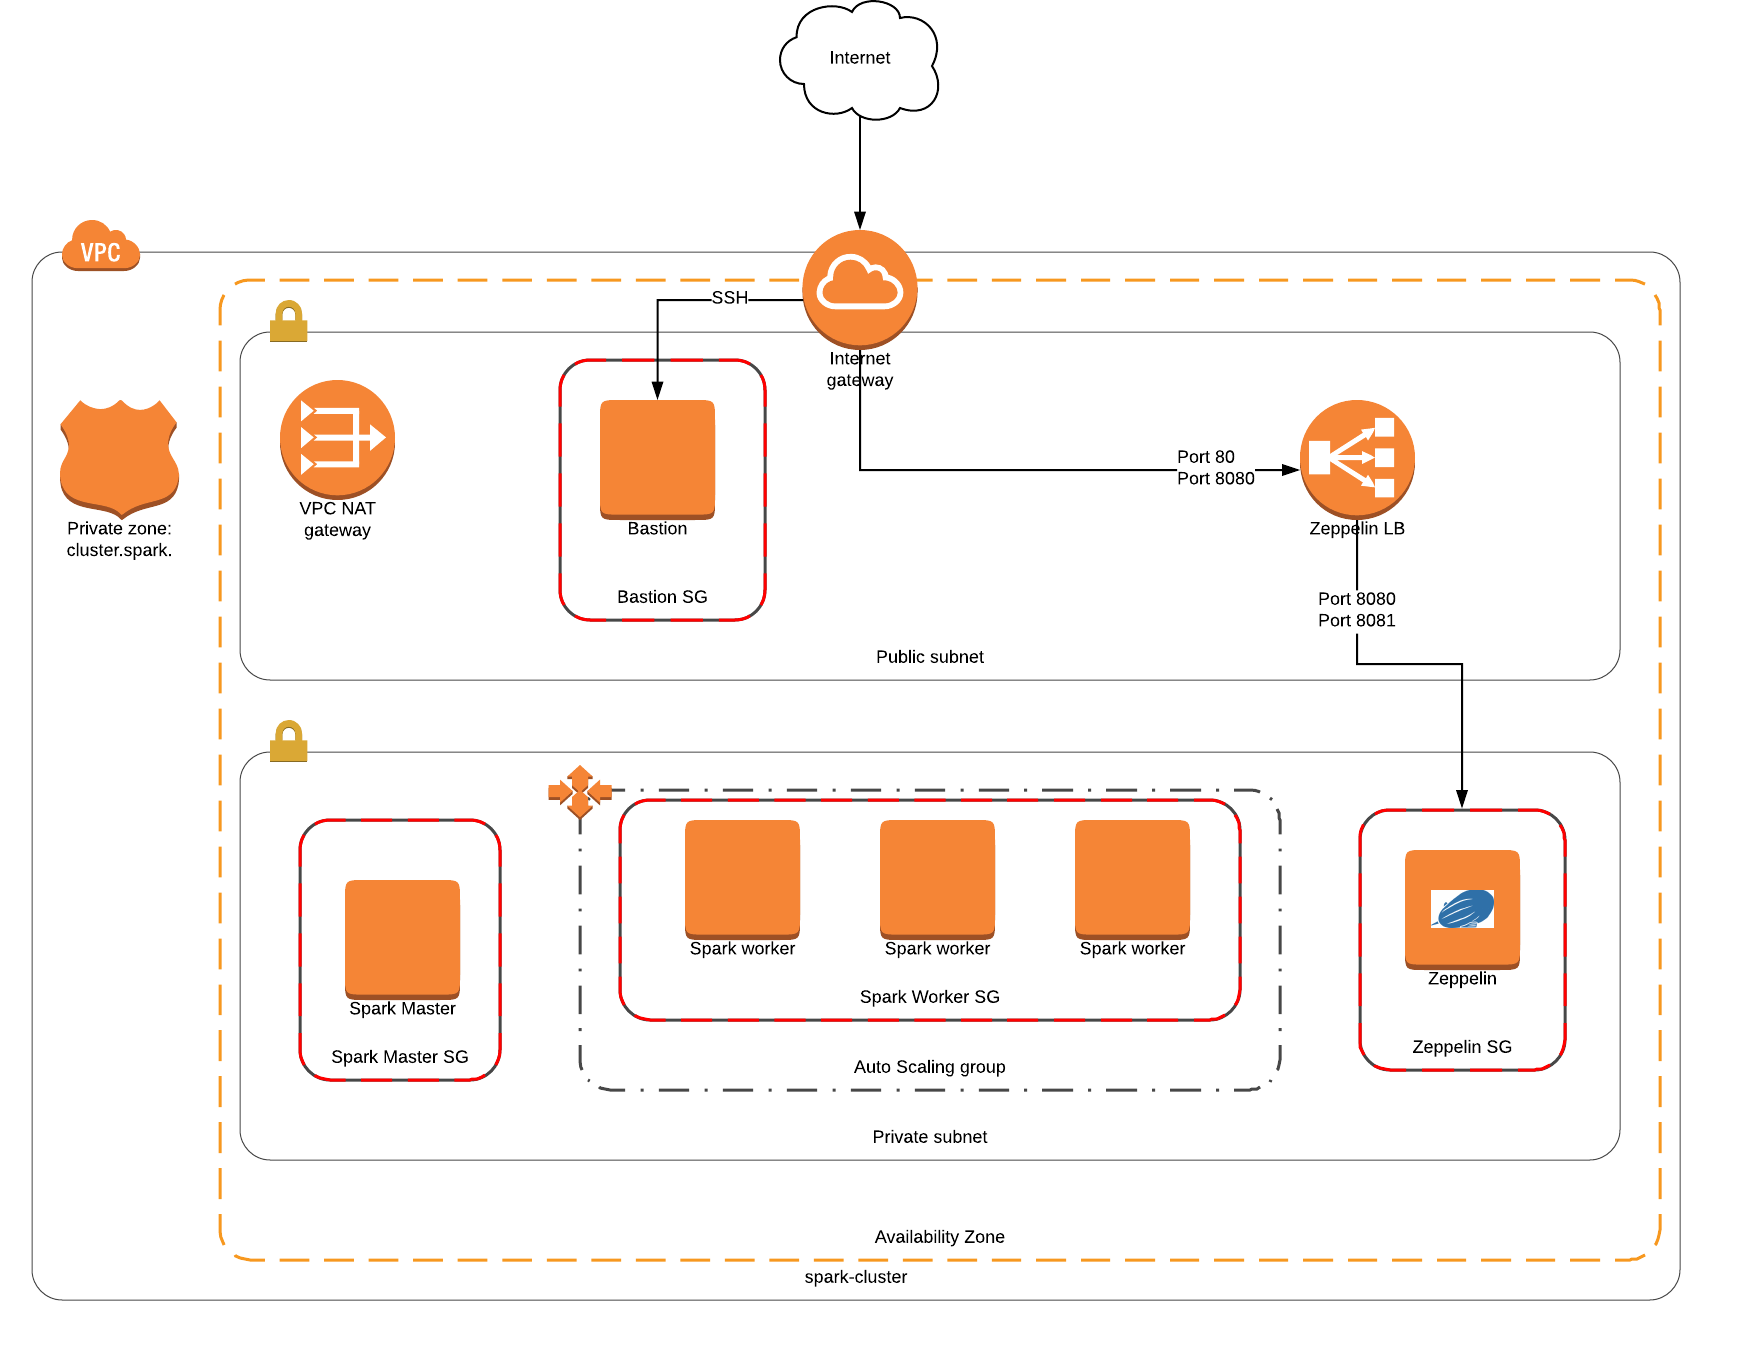 Internet
VPC
SSH
Internet
gateway
Port 80
Port 8080
VPC NAT
gateway
Bastion
Zeppelin LB
Private zone:
cluster.spark.
Bastion SG
Port 8080
Port 8081
Public subnet
Spark worker
Spark worker
Spark worker
Zeppelin
Spark Worker SG
Spark Master
Spark Master SG
Zeppelin SG
Auto Scaling group
Private subnet
Availability Zone
spark-cluster